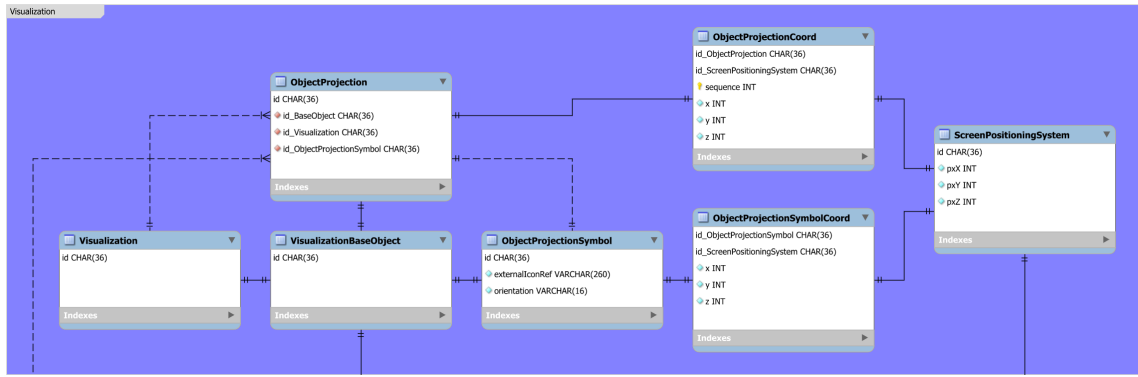 Visualization
ObjectProjectionCoord
id_ObjectProjection CHAR(36)
id_ScreenPositioningSystem CHAR(36)
sequence INT
x INT
y INT
z INT
Indexes
ObjectProjection
id CHAR(36)
id_BaseObject CHAR(36)
id_Visualization CHAR(36)
id_ObjectProjectionSymbol CHAR(36)
Indexes
ScreenPositioningSystem
id CHAR(36)
pxX INT
pxY INT
pxZ INT
Indexes
Visualization
id CHAR(36)
Indexes
VisualizationBaseObject
id CHAR(36)
Indexes
ObjectProjectionSymbol
id CHAR(36)
externalIconRef VARCHAR(260)
orientation VARCHAR(16)
Indexes
ObjectProjectionSymbolCoord
id_ObjectProjectionSymbol CHAR(36)
id_ScreenPositioningSystem CHAR(36)
x INT
y INT
z INT
Indexes